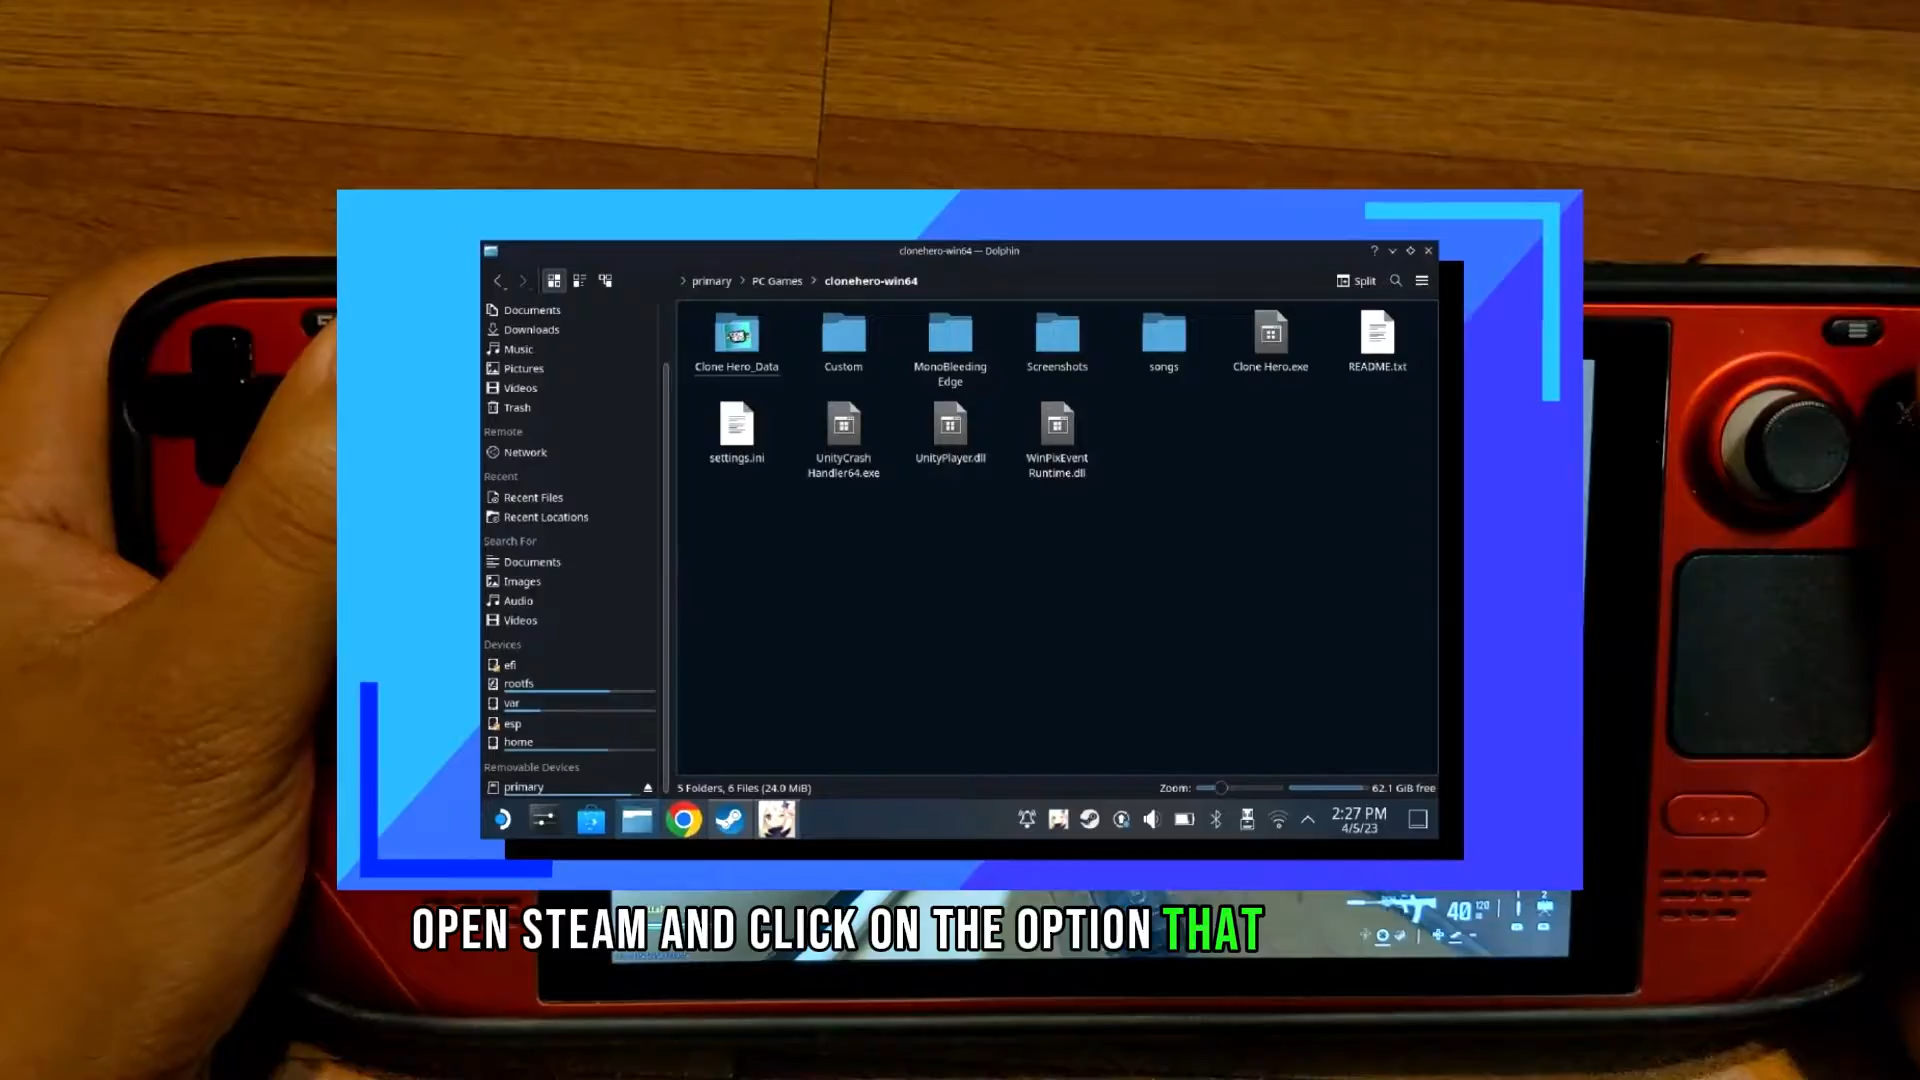 clonehero-win64 — Dolphin
primary
PC Games
clonehero-win64
Split
Documents
Downloads
Music
Pictures
Videos
Trash
Remote
Network
Recent
Recent Files
Recent Locations
Search For
Documents
Images
Audio
Videos
Devices
efi
rootfs
var
esp
home
Removable Devices
primary
Clone Hero_Data
Custom
MonoBleeding
Edge
Screenshots
songs
Clone Hero.exe
README.txt
settings.ini
UnityCrash
Handler64.exe
UnityPlayer.dll
WinPixEvent
Runtime.dll
5 Folders, 6 Files (24.0 MiB)
Zoom:
62.1 GiB free
2:27 PM
4/5/23
40
120
2
OPEN STEAM AND CLICK ON THE OPTION THAT